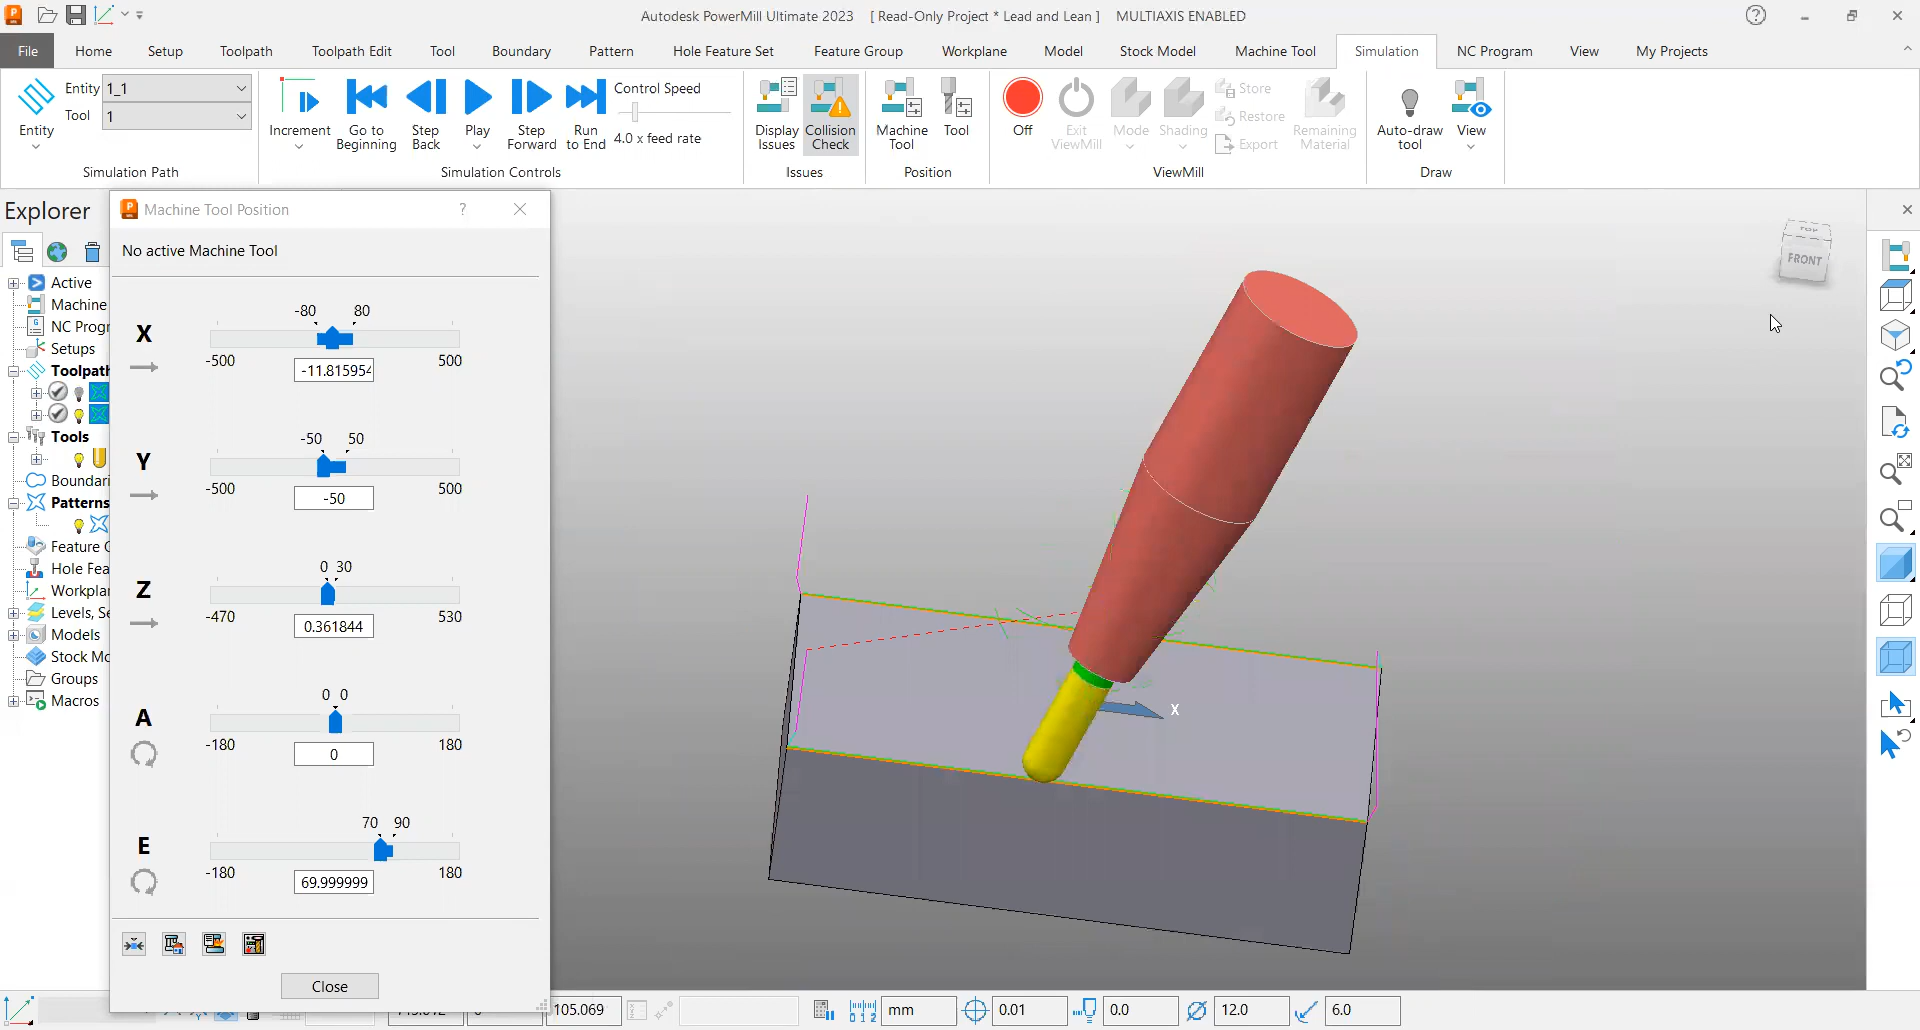 Autodesk PowerMill Ultimate 2023 [ Read-Only Project * Lead and Lean ] MULTIAXIS ENABLED
File Home Setup Toolpath Toolpath Edit Tool Boundary Pattern Hole Feature Set Feature Group Workplane Model Stock Model Machine Tool Simulation NC Program View My Projects
Entity 1_1
Tool 1
Entity
Increment
Go to Beginning
Step Back
Play
Step Forward
Run to End
Control Speed
4.0 x feed rate
Display Issues
Collision Check
Machine Tool
Tool
Off
Exit ViewMill
Mode
Shading
Store
Restore
Export
Remaining Material
Auto-draw tool
View
Simulation Path
Simulation Controls
Issues
Position
ViewMill
Draw
Explorer
Active
Machine
NC Progr
Setups
Toolpath
Tools
Boundari
Patterns
Feature G
Hole Fea
Workplan
Levels, Se
Models
Stock Mo
Groups
Macros
Machine Tool Position ?
No active Machine Tool
X
-80 80
-500 500
-11.815954
Y
-50 50
-500 500
-50
Z
0 30
-470 530
0.361844
A
0 0
-180 180
0
E
70 90
-180 180
69.999999
Close
TOP
FRONT
X
105.069
mm
0.01
0.0
12.0
6.0